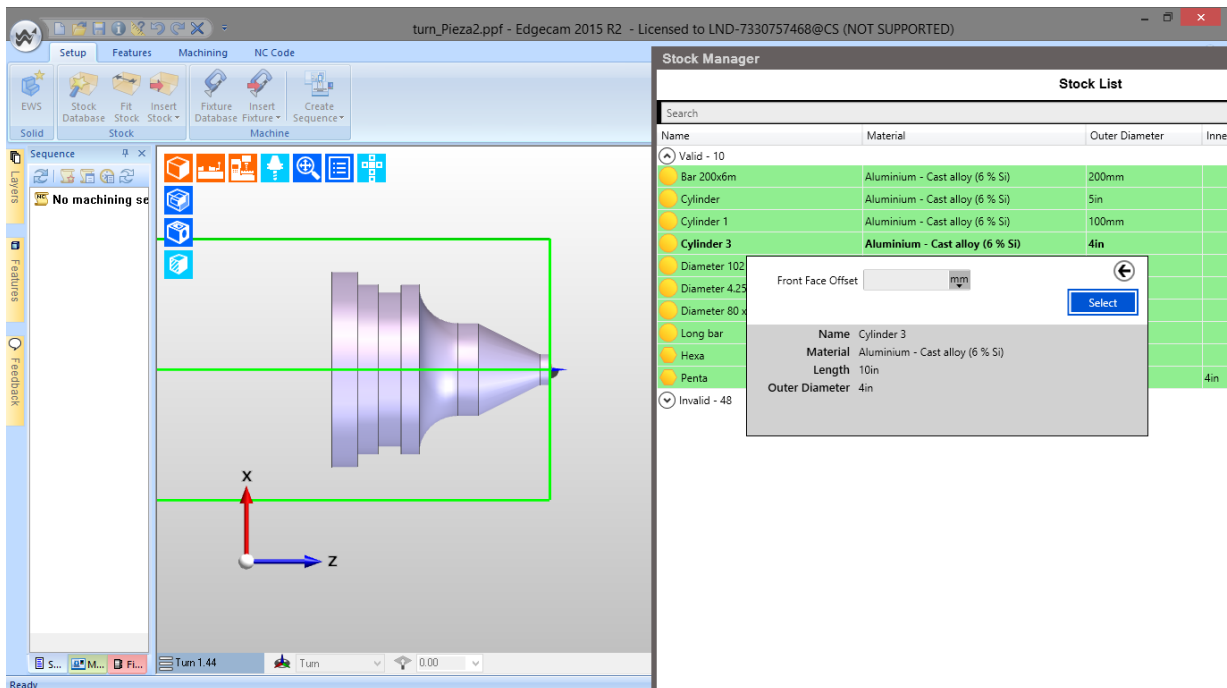 turn_Pieza2.ppf - Edgecam 2015 R2 - Licensed to LND-7330757468@CS (NOT SUPPORTED)
Setup Features Machining NC Code
EWS
Stock Database
Fit Stock
Insert Stock
Fixture Database
Insert Fixture
Create Sequence
Solid Stock Machine
Layers
Features
Feedback
Sequence
No machining se
X
Z
S... M... Fi...
Turn 1.44 Turn 0.00
Ready
Stock Manager
Stock List
Search
Name Material Outer Diameter Inne
Valid - 10
Bar 200x6m Aluminium - Cast alloy (6 % Si) 200mm
Cylinder Aluminium - Cast alloy (6 % Si) 5in
Cylinder 1 Aluminium - Cast alloy (6 % Si) 100mm
Cylinder 3 Aluminium - Cast alloy (6 % Si) 4in
Diameter 102
Diameter 4.25
Diameter 80 x
Long bar
Hexa
Penta 4in
Invalid - 48
Front Face Offset mm
Select
Name Cylinder 3
Material Aluminium - Cast alloy (6 % Si)
Length 10in
Outer Diameter 4in